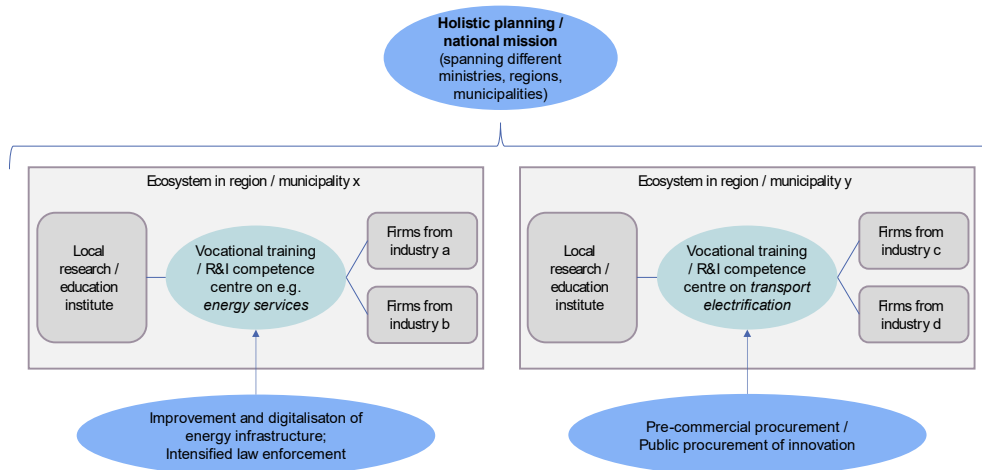 Holistic planning /
national mission
(spanning different
ministries, regions,
municipalities)
Ecosystem in region / municipality x
Local
research /
education
institute
Vocational training
/ R&I competence
centre on e.g.
energy services
Firms from
industry a
Firms from
industry b
Improvement and digitalisaton of
energy infrastructure;
Intensified law enforcement
Ecosystem in region / municipality y
Local
research /
education
institute
Vocational training
/ R&I competence
centre on transport
electrification
Firms from
industry c
Firms from
industry d
Pre-commercial procurement /
Public procurement of innovation